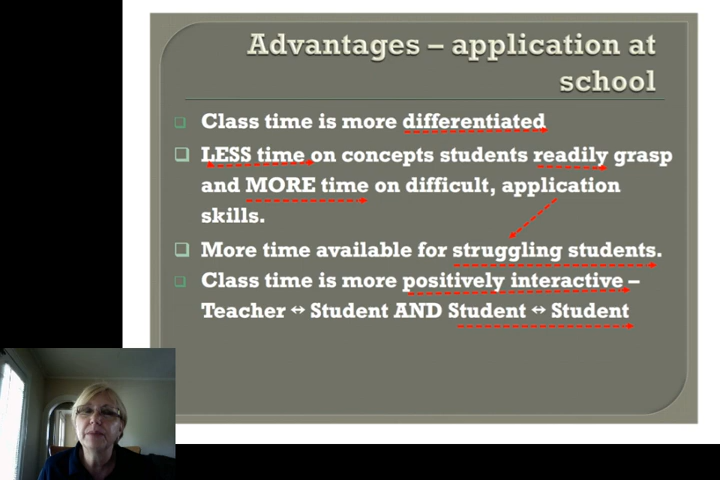 Advantages – application at
school
Class time is more differentiated
LESS time on concepts students readily grasp
and MORE time on difficult, application
skills.
More time available for struggling students.
Class time is more positively interactive –
Teacher ↔ Student AND Student ↔ Student